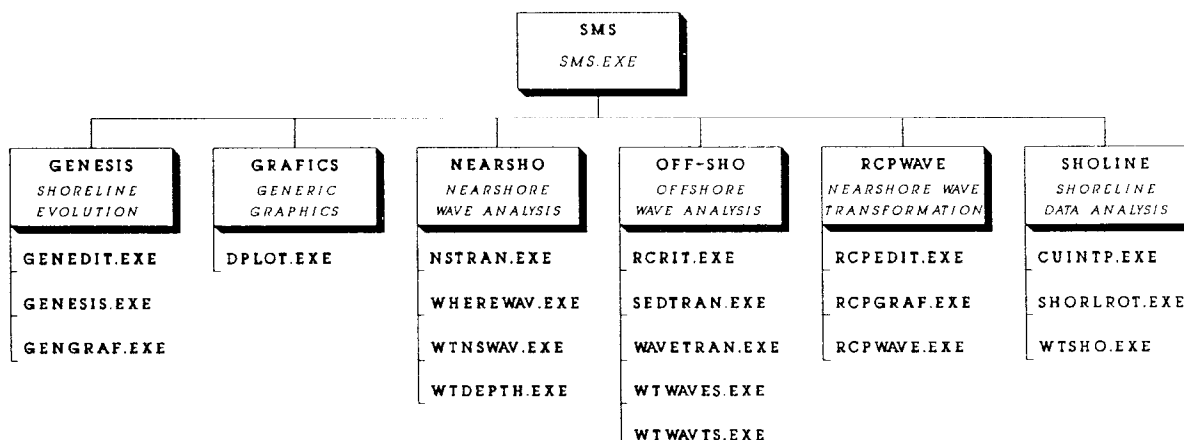 SMS
SMS.EXE
GENESIS
SHORELINE
EVOLUTION
GENEDIT.EXE
GENESIS.EXE
GENGRAF.EXE
GRAFICS
GENERIC
GRAPHICS
DPLOT.EXE
NEARSHO
NEARSHORE
WAVE ANALYSIS
NSTRAN.EXE
WHEREWAV.EXE
WTNSWAV.EXE
WTDEPTH.EXE
OFF-SHO
OFFSHORE
WAVE ANALYSIS
RCRIT.EXE
SEDTRAN.EXE
WAVETRAN.EXE
WTWAVES.EXE
WTWAVTS.EXE
RCPWAVE
NEARSHORE WAVE
TRANSFORMATION
RCPEDIT.EXE
RCPGRAF.EXE
RCPWAVE.EXE
SHOLINE
SHORELINE
DATA ANALYSIS
CUINTP.EXE
SHORLROT.EXE
WTSHO.EXE